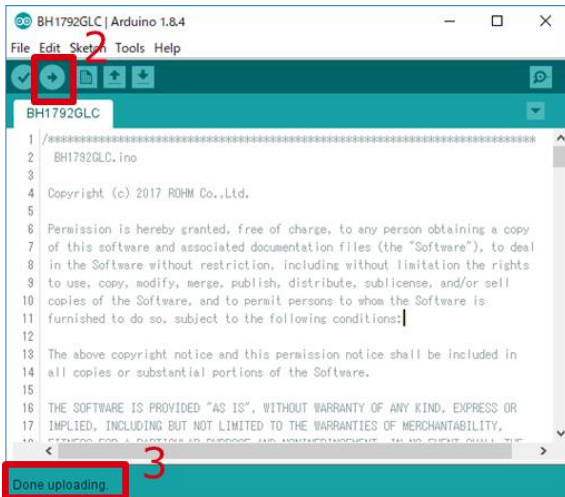 BH1792GLC | Arduino 1.8.4
File Edit Sketch Tools Help
2
BH1792GLC
1 /******************************************************************************
2 BH1792GLC.ino
3
4 Copyright (c) 2017 ROHM Co.,Ltd.
5
6 Permission is hereby granted, free of charge, to any person obtaining a copy
7 of this software and associated documentation files (the "Software"), to deal
8 in the Software without restriction, including without limitation the rights
9 to use, copy, modify, merge, publish, distribute, sublicense, and/or sell
10 copies of the Software, and to permit persons to whom the Software is
11 furnished to do so, subject to the following conditions:
12
13 The above copyright notice and this permission notice shall be included in
14 all copies or substantial portions of the Software.
15
16 THE SOFTWARE IS PROVIDED "AS IS", WITHOUT WARRANTY OF ANY KIND, EXPRESS OR
17 IMPLIED, INCLUDING BUT NOT LIMITED TO THE WARRANTIES OF MERCHANTABILITY,
3
Done uploading.